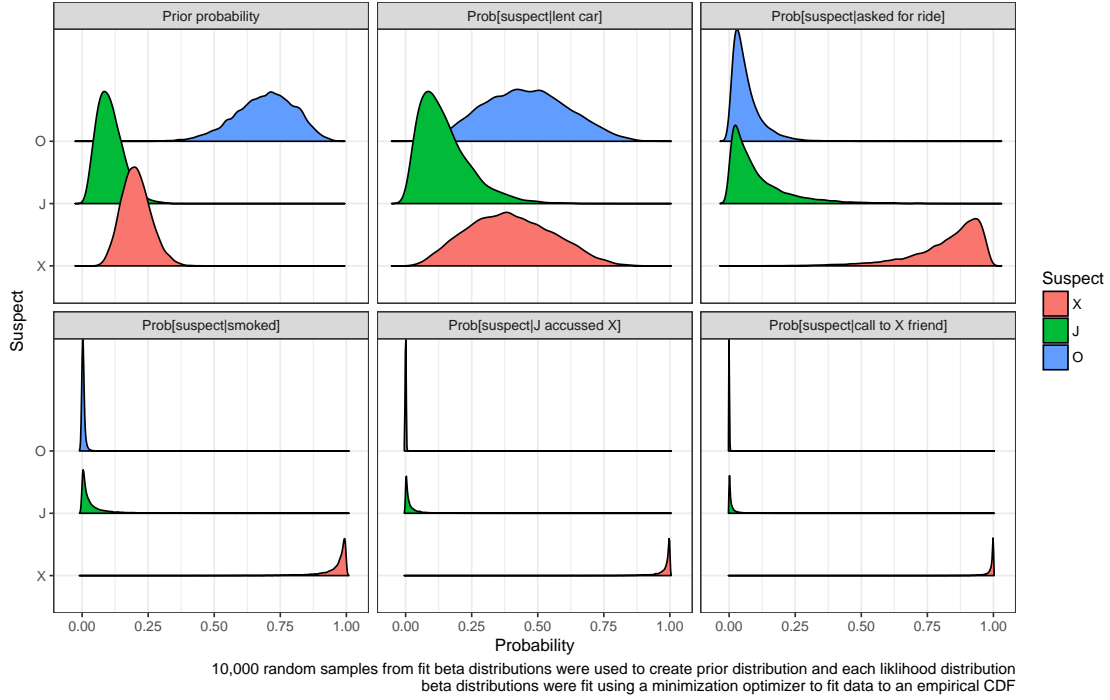 Prior probability
Prob[suspect|lent car]
Prob[suspect|asked for ride]
O
J
X
Prob[suspect|smoked]
Prob[suspect|J accussed X]
Prob[suspect|call to X friend]
O
J
X
Suspect
0.00 0.25 0.50 0.75 1.00
0.00 0.25 0.50 0.75 1.00
0.00 0.25 0.50 0.75 1.00
Probability
Suspect
X
J
O
10,000 random samples from fit beta distributions were used to create prior distribution and each liklihood distribution
beta distributions were fit using a minimization optimizer to fit data to an empirical CDF